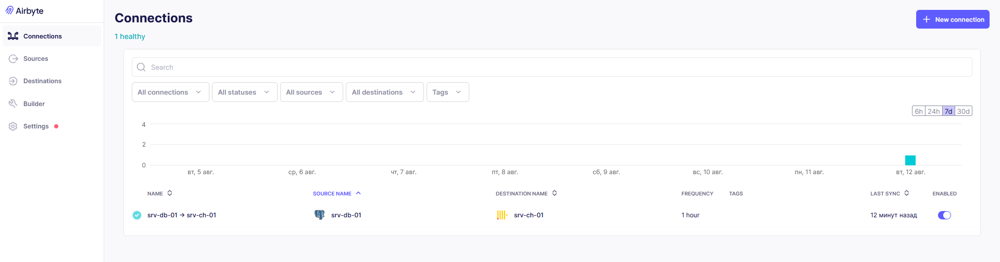 Airbyte
Connections
Sources
Destinations
Builder
Settings
Connections
1 healthy
New connection
Search
All connections
All statuses
All sources
All destinations
Tags
6h 24h 7d 30d
4
2
0
вт, 5 авг. ср, 6 авг. чт, 7 авг. пт, 8 авг. сб, 9 авг. вс, 10 авг. пн, 11 авг. вт, 12 авг.
NAME SOURCE NAME DESTINATION NAME FREQUENCY TAGS LAST SYNC ENABLED
srv-db-01 → srv-ch-01 srv-db-01 srv-ch-01 1 hour 12 минут назад